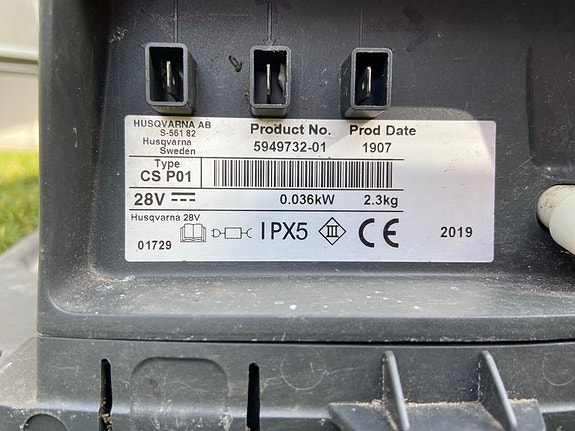 HUSQVARNA AB
S-561 82
Husqvarna
Sweden
Product No. Prod Date
5949732-01 1907
Type
CS P01
28V 0.036kW 2.3kg
Husqvarna 28V
01729 IPX5 III CE 2019